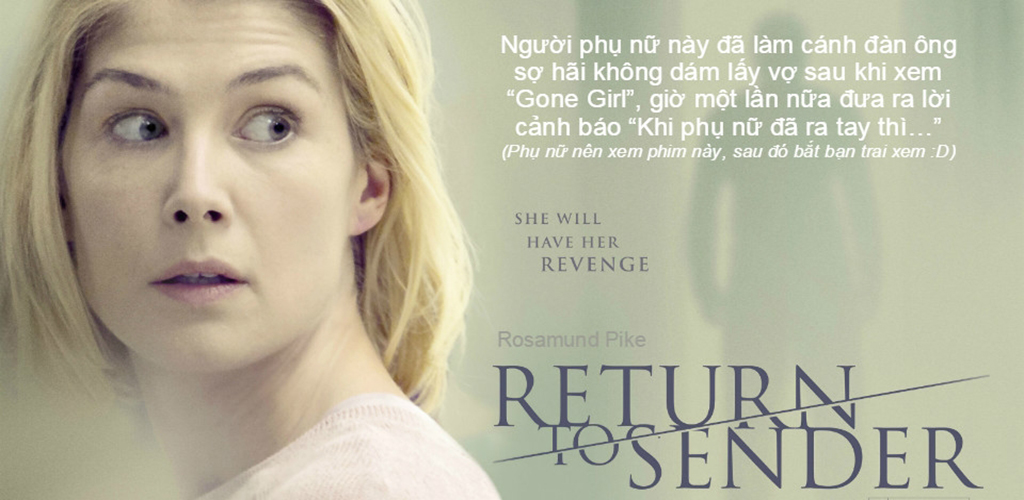 Người phụ nữ này đã làm cánh đàn ông
sợ hãi không dám lấy vợ sau khi xem
“Gone Girl”, giờ một lần nữa đưa ra lời
cảnh báo “Khi phụ nữ đã ra tay thì…”
(Phụ nữ nên xem phim này, sau đó bắt bạn trai xem :D)
SHE WILL
HAVE HER
REVENGE
Rosamund Pike
RETURN
TO SENDER